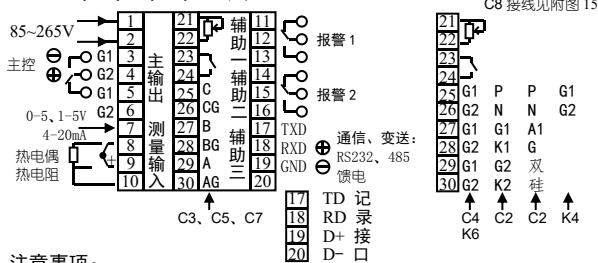 C8 接线见附图 15
85~265V
1 21 11
2 22 12
3 23 13
4 24 14
5 25 15
6 26 16
7 27 17
8 28 18
9 29 19
10 30 20
主输出
测量输入
辅助一
辅助二
辅助三
主控
⊖ G1
⊕ G2
G1
G2
0-5、1-5V
4-20mA
热电偶
热电阻
C
CG
B
BG
A
AG
C3、C5、C7
报警 1
报警 2
TXD
RXD
GND
通信、变送:
RS232、485
馈电
⊕
⊖
17 TD 记
18 RD 录
19 D+ 接
20 D- 口
21
22
23
24
25 G1 P P G1
26 G2 N N G2
27 G1 G1 A1
28 G2 K1 G
29 G1 G2 双
30 G2 K2 硅
C4 C2 C2 K4
K6
注意事项: